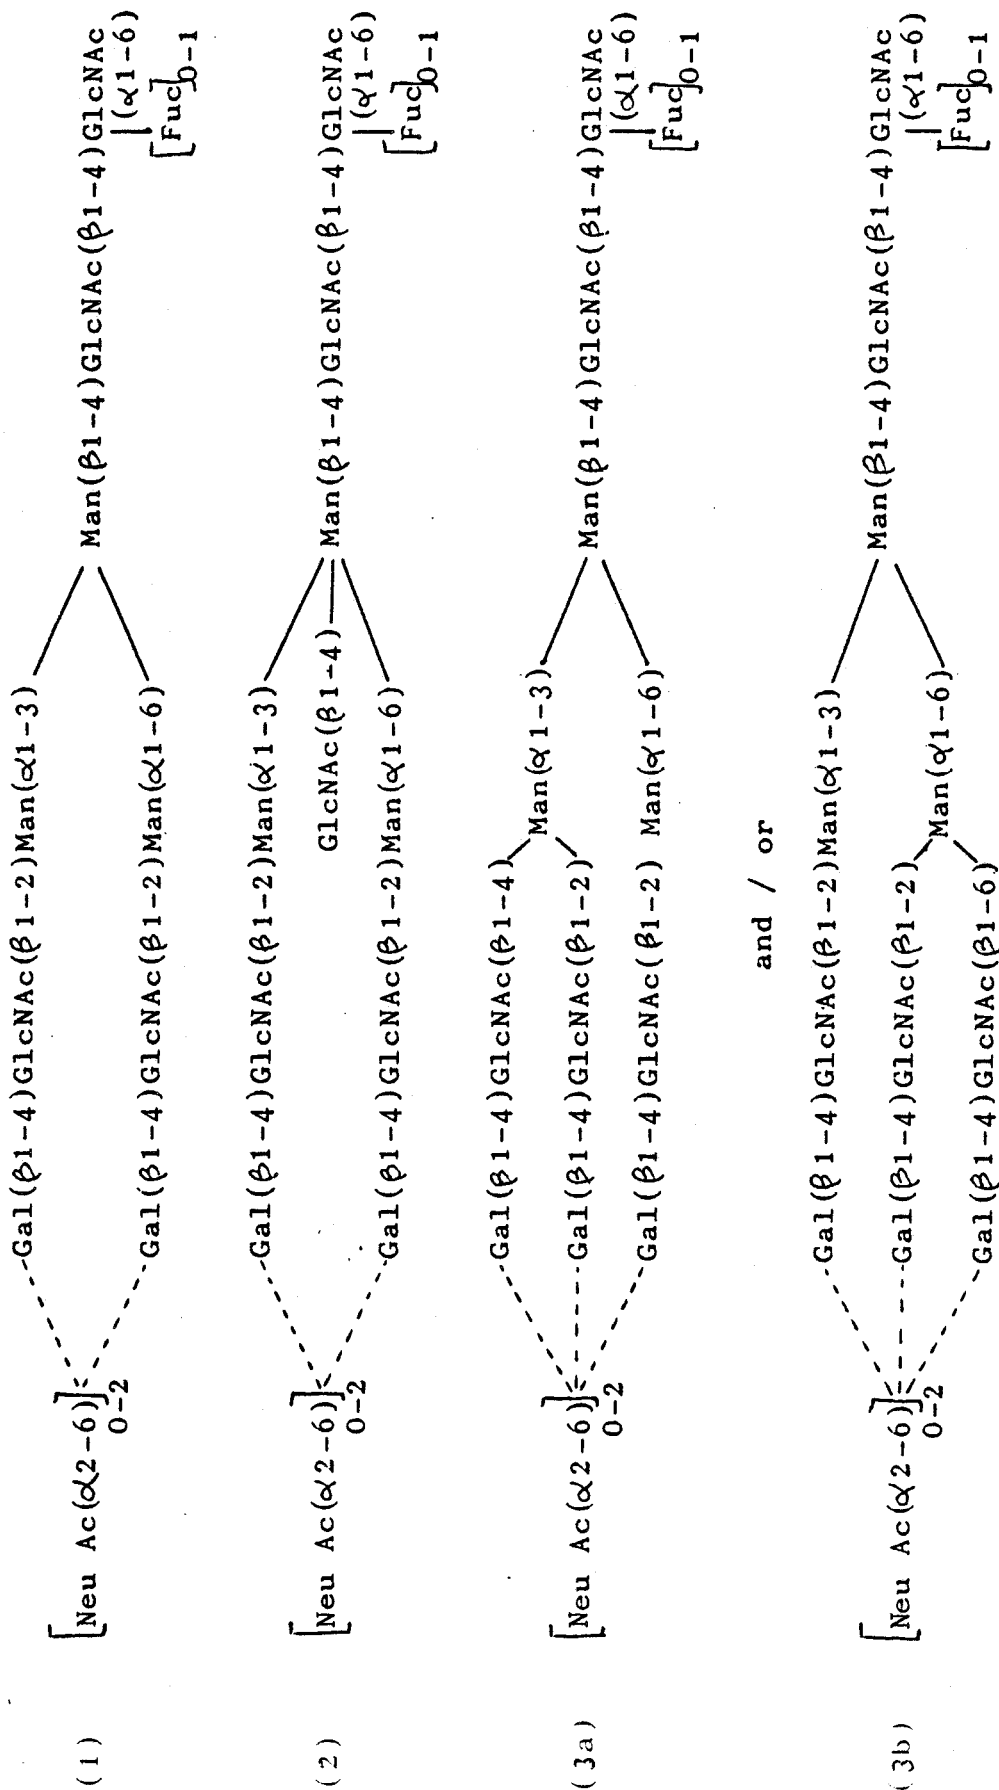 (1)
Gal(β1-4)GlcNAc(β1-2)Man(α1-3)
[Neu Ac(α2-6)]0-2
Man(β1-4)GlcNAc(β1-4)GlcNAc
Gal(β1-4)GlcNAc(β1-2)Man(α1-6)
(α1-6)
[Fuc]0-1
(2)
Gal(β1-4)GlcNAc(β1-2)Man(α1-3)
[Neu Ac(α2-6)]0-2
GlcNAc(β1-4)
Man(β1-4)GlcNAc(β1-4)GlcNAc
Gal(β1-4)GlcNAc(β1-2)Man(α1-6)
(α1-6)
[Fuc]0-1
(3a)
Gal(β1-4)GlcNAc(β1-4)
Man(α1-3)
[Neu Ac(α2-6)]0-2
Gal(β1-4)GlcNAc(β1-2)
Man(β1-4)GlcNAc(β1-4)GlcNAc
Gal(β1-4)GlcNAc(β1-2) Man(α1-6)
(α1-6)
[Fuc]0-1
and / or
(3b)
Gal(β1-4)GlcNAc(β1-2)Man(α1-3)
[Neu Ac(α2-6)]0-2
Gal(β1-4)GlcNAc(β1-2)
Man(β1-4)GlcNAc(β1-4)GlcNAc
Man(α1-6)
Gal(β1-4)GlcNAc(β1-6)
(α1-6)
[Fuc]0-1